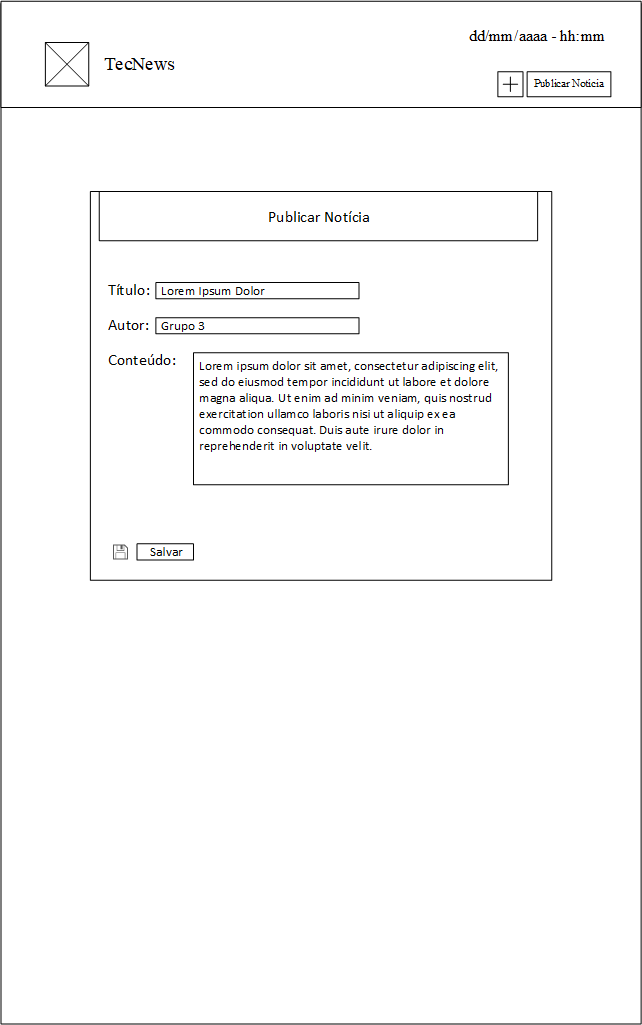 dd/mm/aaaa - hh:mm
TecNews
Publicar Noticia
Publicar Notícia
Título:
Lorem Ipsum Dolor
Autor:
Grupo 3
Conteúdo:
Lorem ipsum dolor sit amet, consectetur adipiscing elit,
sed do eiusmod tempor incididunt ut labore et dolore
magna aliqua. Ut enim ad minim veniam, quis nostrud
exercitation ullamco laboris nisi ut aliquip ex ea
commodo consequat. Duis aute irure dolor in
reprehenderit in voluptate velit.
Salvar